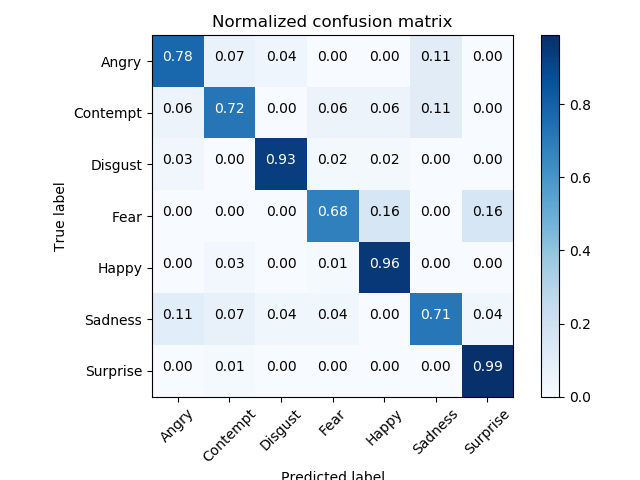 Normalized confusion matrix
True label
Angry 0.78 0.07 0.04 0.00 0.00 0.11 0.00
Contempt 0.06 0.72 0.00 0.06 0.06 0.11 0.00
Disgust 0.03 0.00 0.93 0.02 0.02 0.00 0.00
Fear 0.00 0.00 0.00 0.68 0.16 0.00 0.16
Happy 0.00 0.03 0.00 0.01 0.96 0.00 0.00
Sadness 0.11 0.07 0.04 0.04 0.00 0.71 0.04
Surprise 0.00 0.01 0.00 0.00 0.00 0.00 0.99
Angry Contempt Disgust Fear Happy Sadness Surprise
Predicted label
0.8
0.6
0.4
0.2
0.0